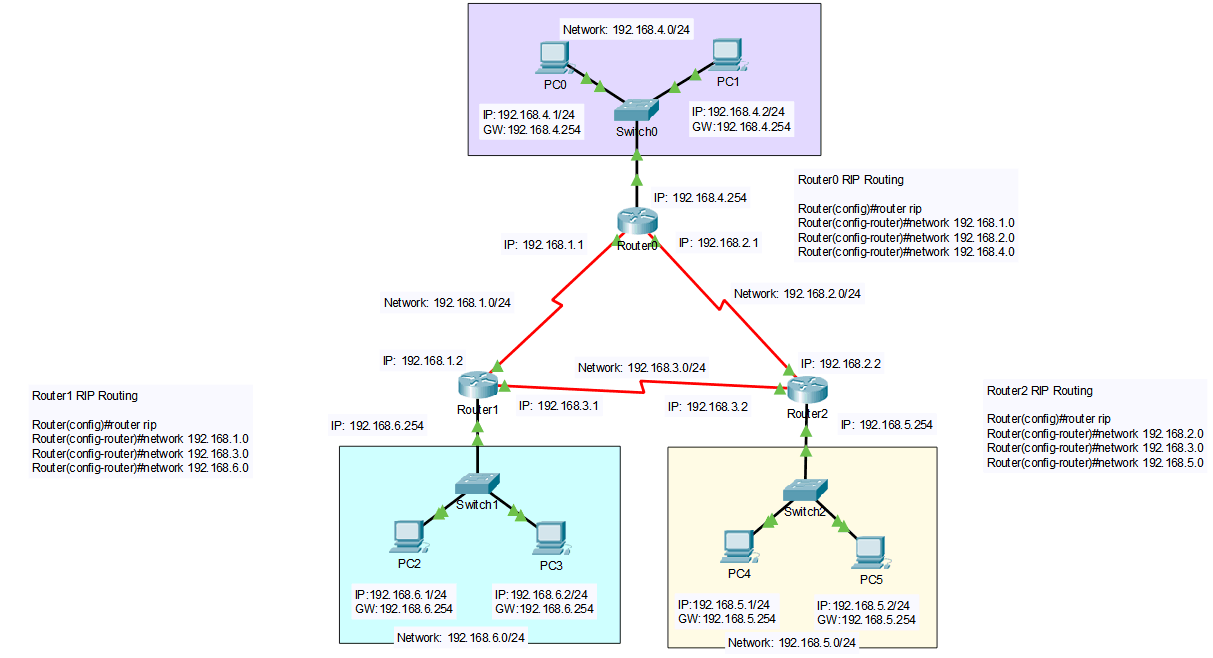 Network: 192.168.4.0/24
PC0
PC1
IP:192.168.4.1/24
GW:192.168.4.254
IP:192.168.4.2/24
GW:192.168.4.254
Switch0
IP: 192.168.4.254
Router0 RIP Routing
Router(config)#router rip
Router(config-router)#network 192.168.1.0
Router(config-router)#network 192.168.2.0
Router(config-router)#network 192.168.4.0
IP: 192.168.1.1
Router0
IP: 192.168.2.1
Network: 192.168.1.0/24
Network: 192.168.2.0/24
IP: 192.168.1.2
Network: 192.168.3.0/24
IP: 192.168.2.2
Router1
IP: 192.168.3.1
IP: 192.168.3.2
Router2
IP: 192.168.6.254
IP: 192.168.5.254
Router1 RIP Routing
Router(config)#router rip
Router(config-router)#network 192.168.1.0
Router(config-router)#network 192.168.3.0
Router(config-router)#network 192.168.6.0
Router2 RIP Routing
Router(config)#router rip
Router(config-router)#network 192.168.2.0
Router(config-router)#network 192.168.3.0
Router(config-router)#network 192.168.5.0
Switch1
PC2
PC3
IP:192.168.6.1/24
GW:192.168.6.254
IP:192.168.6.2/24
GW:192.168.6.254
Network: 192.168.6.0/24
Switch2
PC4
PC5
IP:192.168.5.1/24
GW:192.168.5.254
IP:192.168.5.2/24
GW:192.168.5.254
Network: 192.168.5.0/24